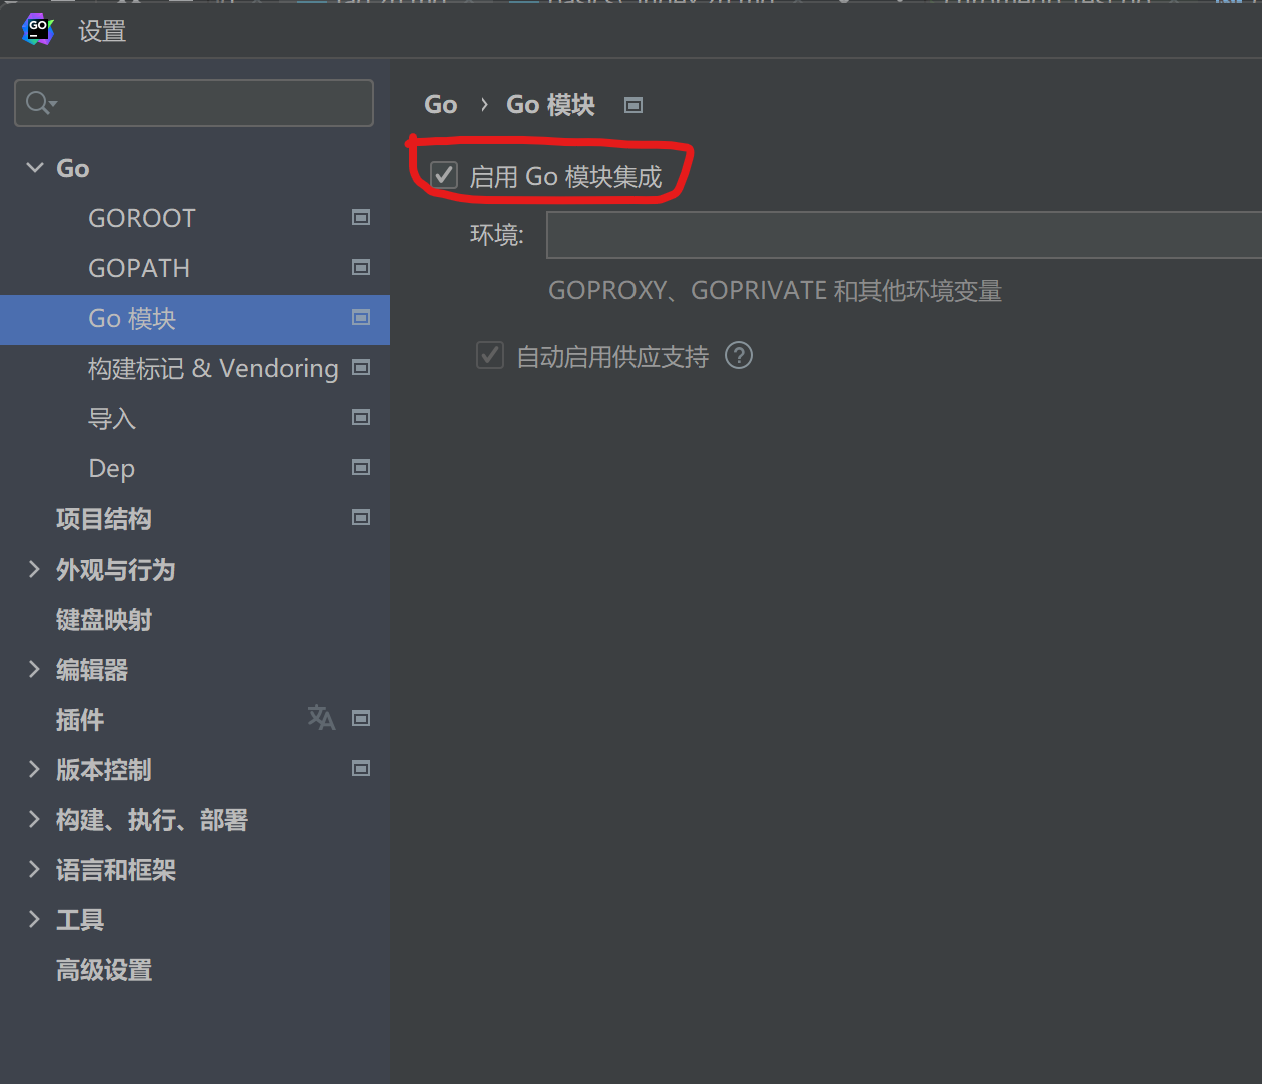 GO
设置
Go › Go 模块
启用 Go 模块集成
环境:
GOPROXY、GOPRIVATE 和其他环境变量
自动启用供应支持 ?
Go
GOROOT
GOPATH
Go 模块
构建标记 & Vendoring
导入
Dep
项目结构
外观与行为
键盘映射
编辑器
插件
版本控制
构建、执行、部署
语言和框架
工具
高级设置